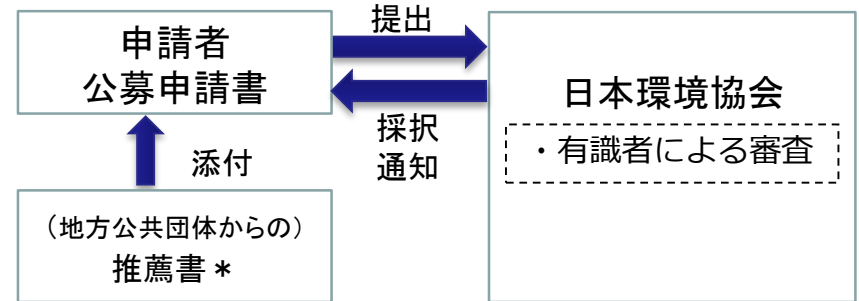 申請者
公募申請書
提出
採択
通知
日本環境協会
・有識者による審査
添付
（地方公共団体からの）
推薦書＊